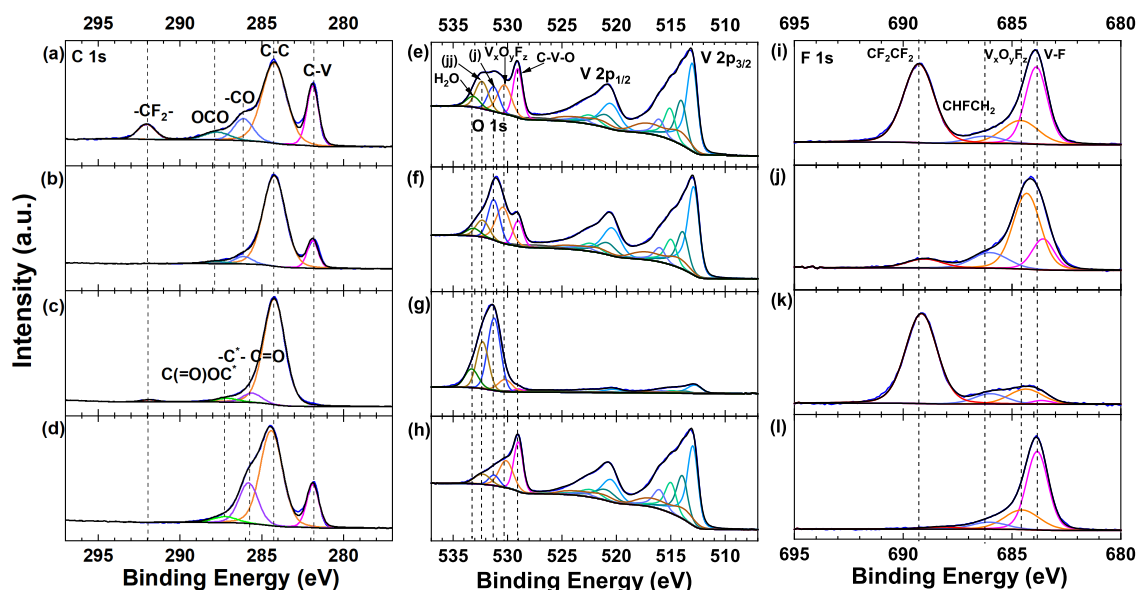 295 290 285 280
535 530 525 520 515 510
695 690 685 680
(a) C 1s
C-C
C-V
-CO
OCO
-CF2-
(e)
(jj)
(j)
VxOyFz
C-V-O
H2O
O 1s
V 2p1/2
V 2p3/2
(i) F 1s
CF2CF2
CHFCH2
VxOyFz
V-F
(b)
(f)
(j)
(c)
-C*- C=O
C(=O)OC*
(g)
(k)
(d)
(h)
(l)
Intensity (a.u.)
295 290 285 280
535 530 525 520 515 510
695 690 685 680
Binding Energy (eV)
Binding Energy (eV)
Binding Energy (eV)